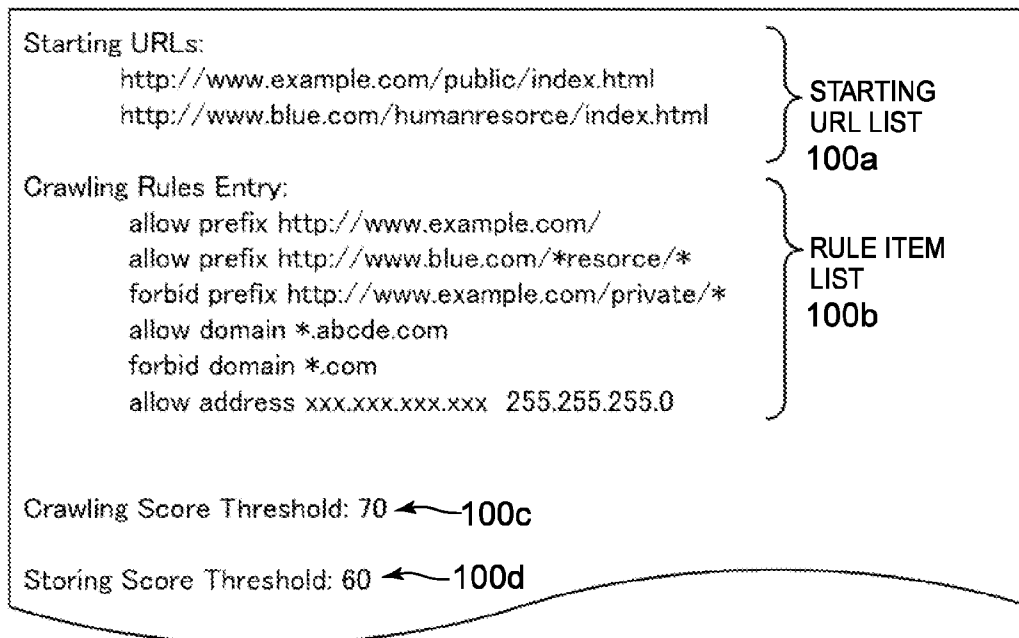 Starting URLs:
http://www.example.com/public/index.html
http://www.blue.com/humanresorce/index.html
STARTING
URL LIST
100a
Crawling Rules Entry:
allow prefix http://www.example.com/
allow prefix http://www.blue.com/*resorce/*
forbid prefix http://www.example.com/private/*
allow domain *.abcde.com
forbid domain *.com
allow address xxx.xxx.xxx.xxx 255.255.255.0
RULE ITEM
LIST
100b
Crawling Score Threshold: 70
100c
Storing Score Threshold: 60
100d